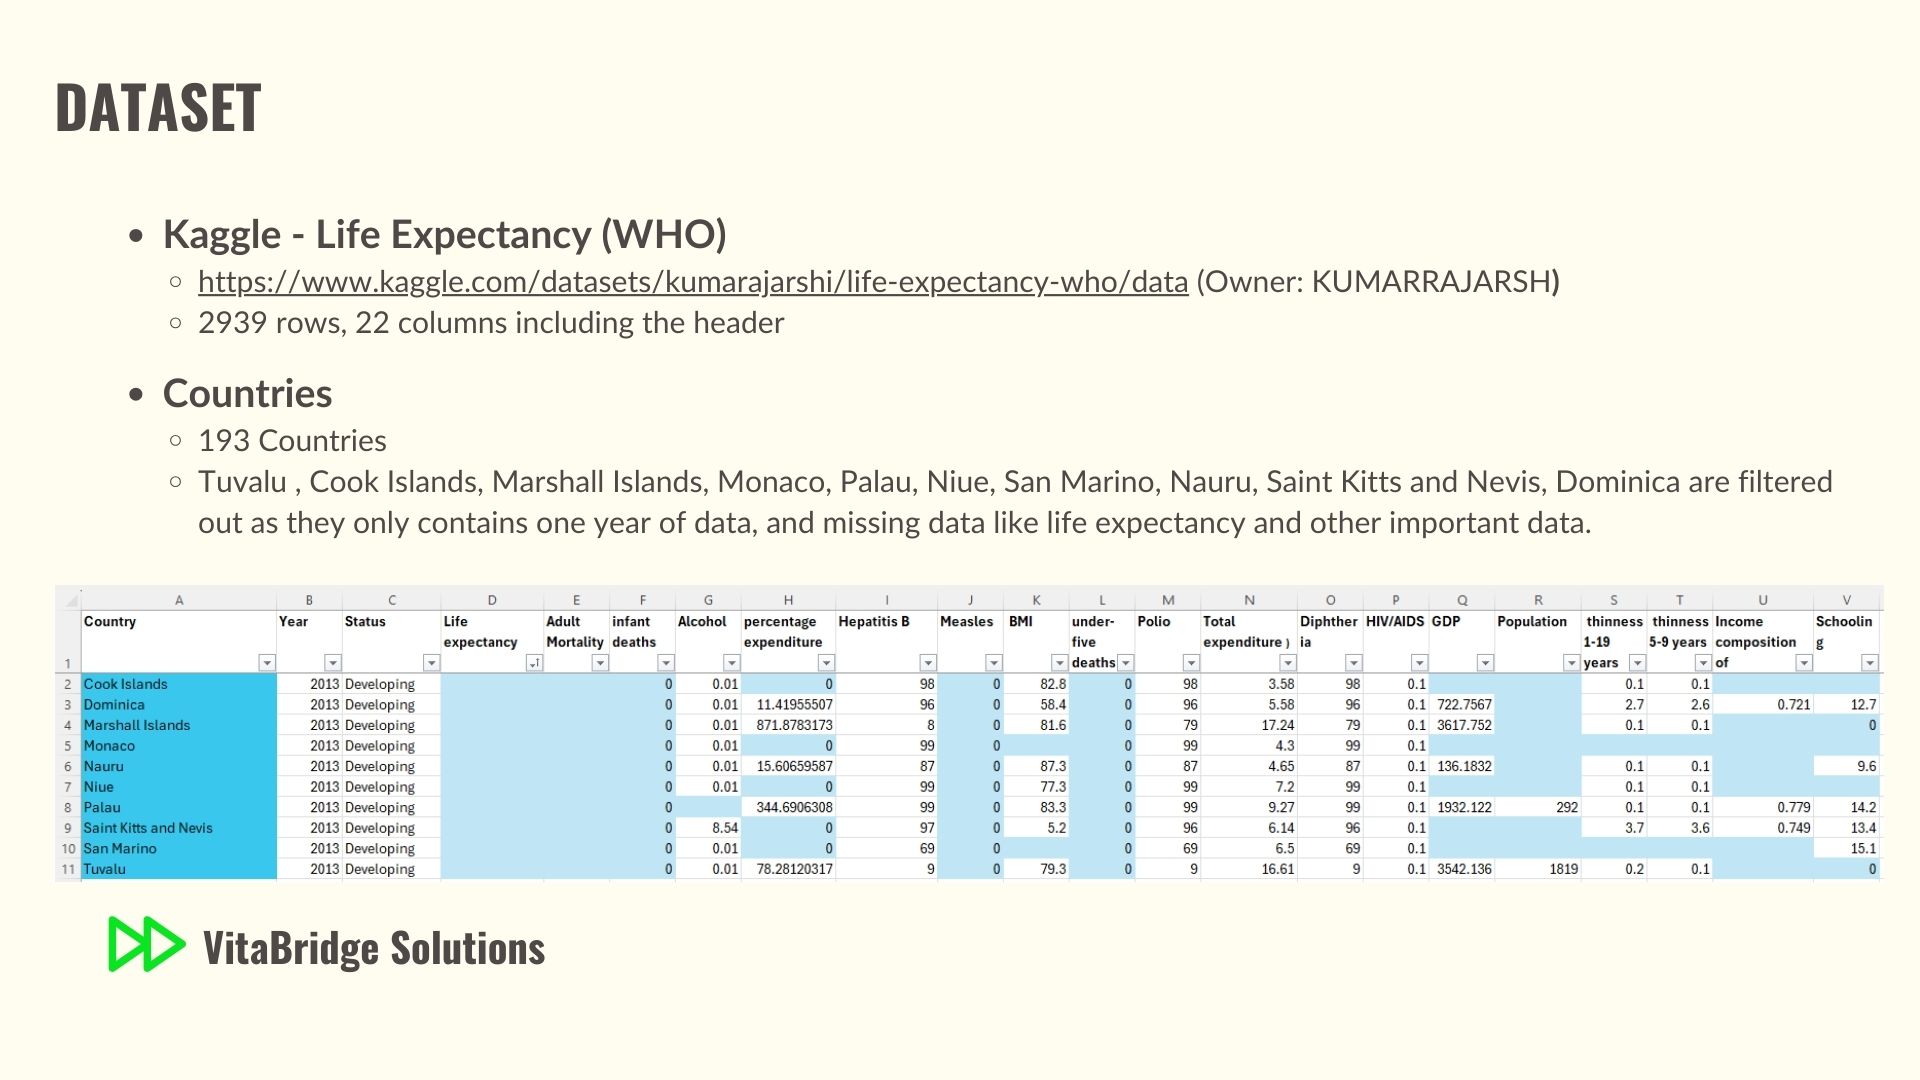 DATASET
• Kaggle - Life Expectancy (WHO)
○ https://www.kaggle.com/datasets/kumarajarshi/life-expectancy-who/data (Owner: KUMARRAJARSH)
○ 2939 rows, 22 columns including the header
• Countries
○ 193 Countries
○ Tuvalu , Cook Islands, Marshall Islands, Monaco, Palau, Niue, San Marino, Nauru, Saint Kitts and Nevis, Dominica are filtered
out as they only contains one year of data, and missing data like life expectancy and other important data.
A B C D E F G H I J K L M N O P Q R S T U V
Country Year Status Life Adult infant Alcohol percentage Hepatitis B Measles BMI under- Polio Total Diphther HIV/AIDS GDP Population thinness thinness Income Schoolin
expectancy Mortality deaths expenditure five expenditure ) ia 1-19 5-9 years composition g
1 deaths years of
2 Cook Islands 2013 Developing 0 0.01 0 98 0 82.8 0 98 3.58 98 0.1 0.1 0.1
3 Dominica 2013 Developing 0 0.01 11.41955507 96 0 58.4 0 96 5.58 96 0.1 722.7567 2.7 2.6 0.721 12.7
4 Marshall Islands 2013 Developing 0 0.01 871.8783173 8 0 81.6 0 79 17.24 79 0.1 3617.752 0.1 0.1 0
5 Monaco 2013 Developing 0 0.01 0 99 0 0 99 4.3 99 0.1
6 Nauru 2013 Developing 0 0.01 15.60659587 87 0 87.3 0 87 4.65 87 0.1 136.1832 0.1 0.1 9.6
7 Niue 2013 Developing 0 0.01 0 99 0 77.3 0 99 7.2 99 0.1 0.1 0.1
8 Palau 2013 Developing 0 344.6906308 99 0 83.3 0 99 9.27 99 0.1 1932.122 292 0.1 0.1 0.779 14.2
9 Saint Kitts and Nevis 2013 Developing 0 8.54 0 97 0 5.2 0 96 6.14 96 0.1 3.7 3.6 0.749 13.4
10 San Marino 2013 Developing 0 0.01 0 69 0 0 69 6.5 69 0.1 15.1
11 Tuvalu 2013 Developing 0 0.01 78.28120317 9 0 79.3 0 9 16.61 9 0.1 3542.136 1819 0.2 0.1 0
VitaBridge Solutions